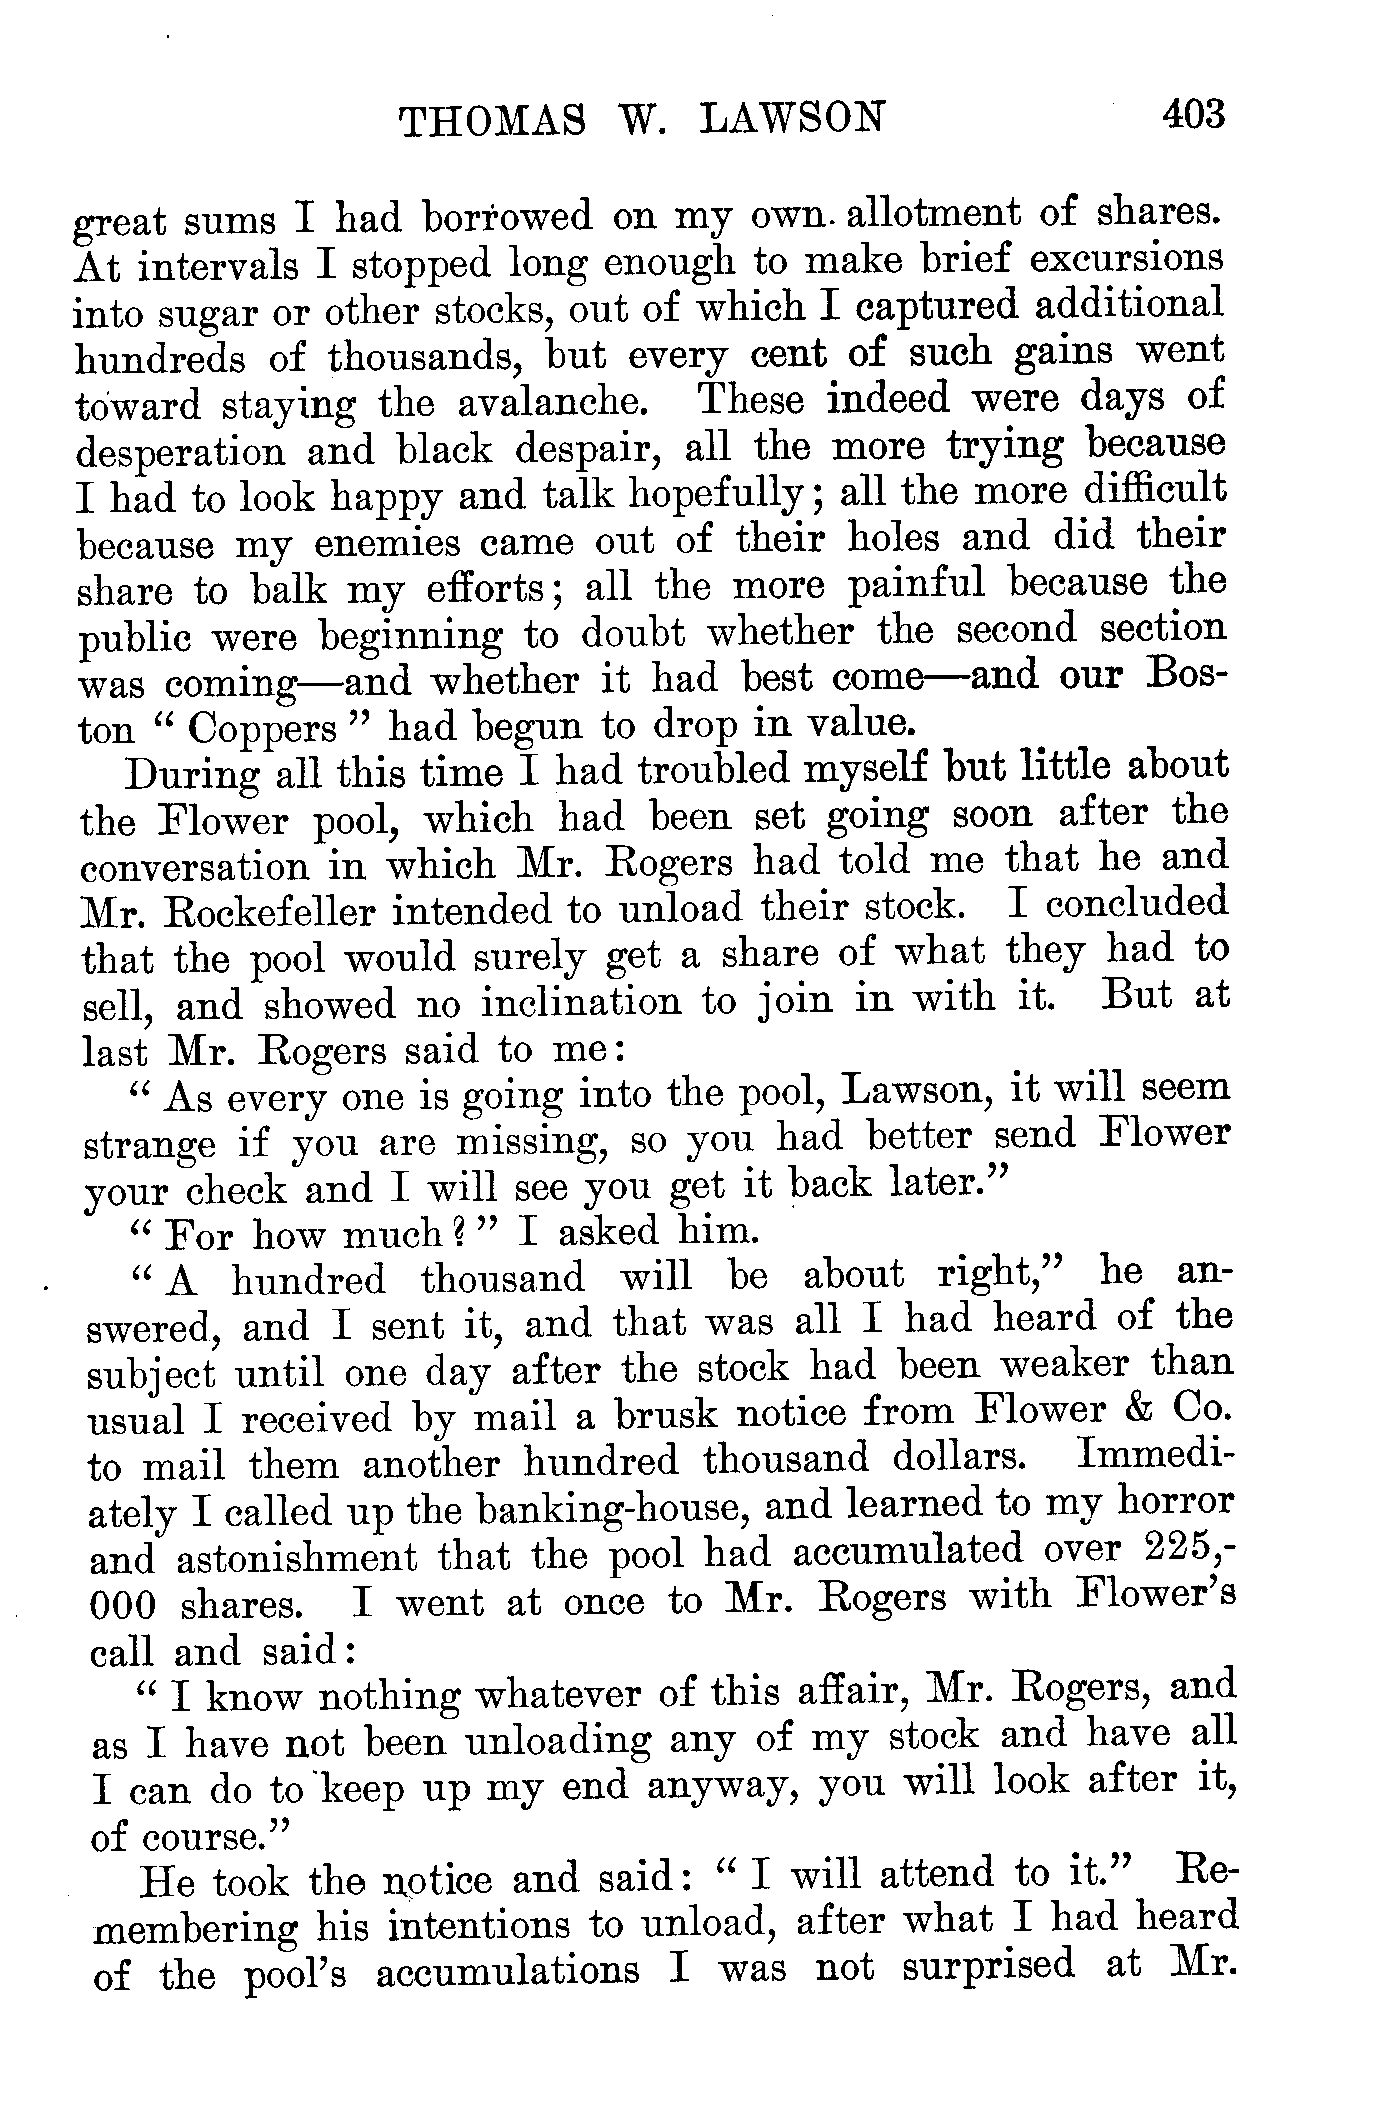 THOMAS W. LAWSON 403
great sums I had borrowed on my own allotment of shares.
At intervals I stopped long enough to make brief excursions
into sugar or other stocks, out of which I captured additional
hundreds of thousands, but every cent of such gains went
toward staying the avalanche. These indeed were days of
desperation and black despair, all the more trying because
I had to look happy and talk hopefully; all the more difficult
because my enemies came out of their holes and did their
share to balk my efforts; all the more painful because the
public were beginning to doubt whether the second section
was coming—and whether it had best come—and our Bos-
ton “ Coppers ” had begun to drop in value.
During all this time I had troubled myself but little about
the Flower pool, which had been set going soon after the
conversation in which Mr. Rogers had told me that he and
Mr. Rockefeller intended to unload their stock. I concluded
that the pool would surely get a share of what they had to
sell, and showed no inclination to join in with it. But at
last Mr. Rogers said to me:
“ As every one is going into the pool, Lawson, it will seem
strange if you are missing, so you had better send Flower
your check and I will see you get it back later.”
“ For how much? ” I asked him.
“ A hundred thousand will be about right,” he an-
swered, and I sent it, and that was all I had heard of the
subject until one day after the stock had been weaker than
usual I received by mail a brusk notice from Flower & Co.
to mail them another hundred thousand dollars. Immedi-
ately I called up the banking-house, and learned to my horror
and astonishment that the pool had accumulated over 225,-
000 shares. I went at once to Mr. Rogers with Flower’s
call and said:
“ I know nothing whatever of this affair, Mr. Rogers, and
as I have not been unloading any of my stock and have all
I can do to keep up my end anyway, you will look after it,
of course.”
He took the notice and said: “ I will attend to it.” Re-
membering his intentions to unload, after what I had heard
of the pool’s accumulations I was not surprised at Mr.